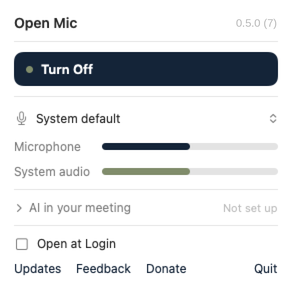 Open Mic 0.5.0 (7)
Turn Off
System default
Microphone
System audio
AI in your meeting Not set up
Open at Login
Updates Feedback Donate Quit